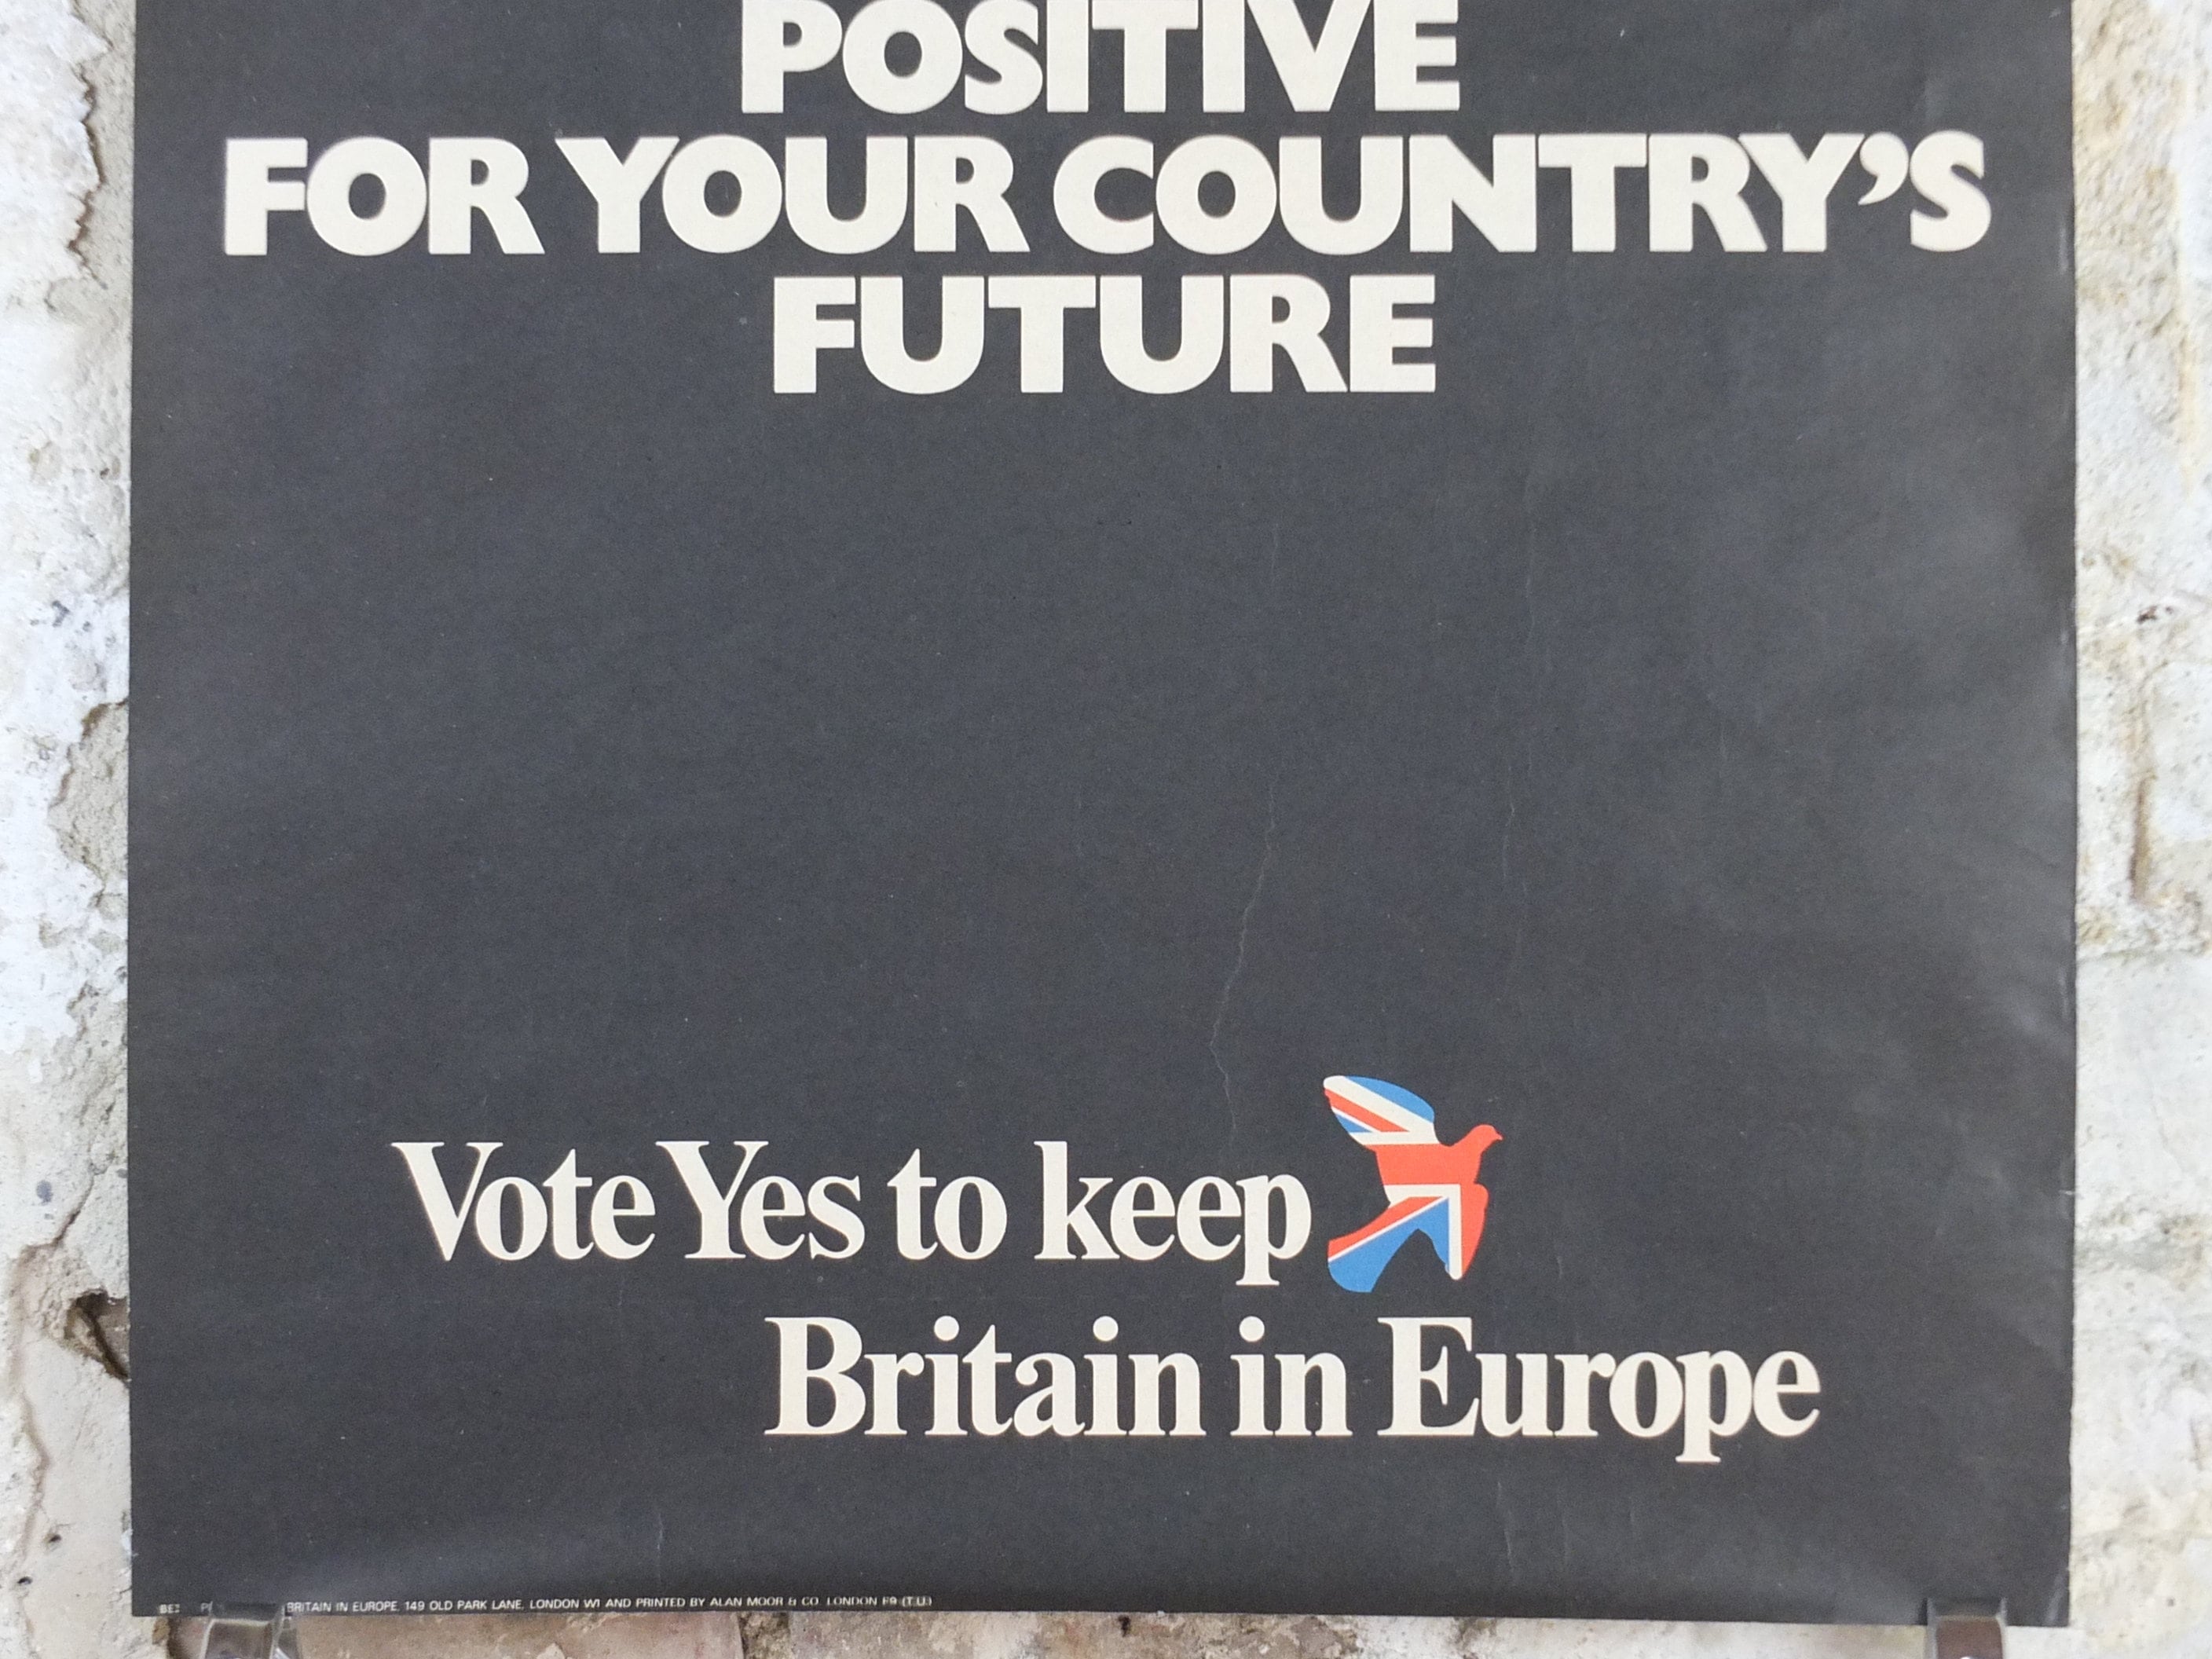 POSITIVE
FOR YOUR COUNTRY'S
FUTURE
Vote Yes to keep
Britain in Europe
BRITAIN IN EUROPE, 149 OLD PARK LANE, LONDON W1 AND PRINTED BY ALAN MOOR & CO. LONDON E9 (T.U.)